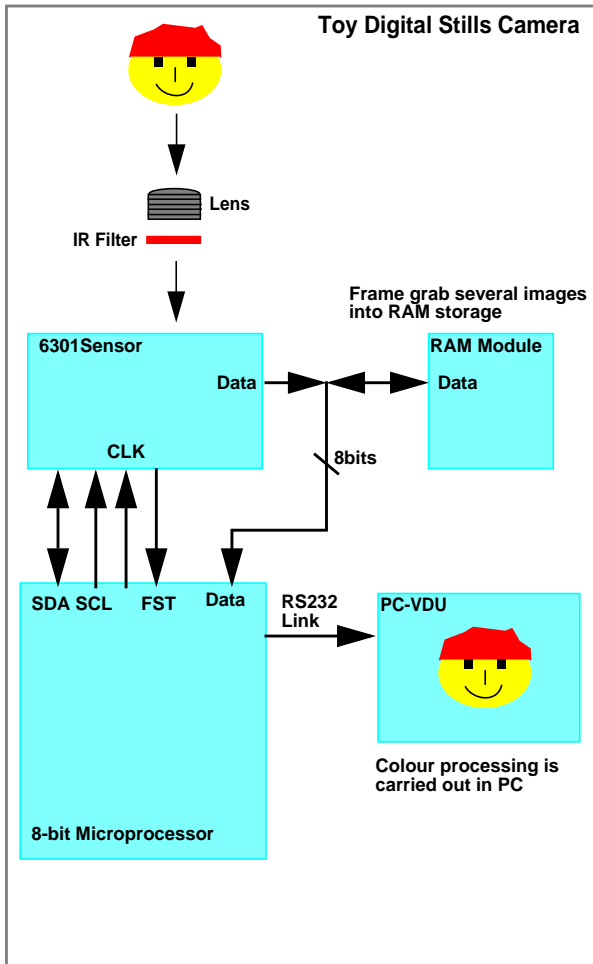 Toy Digital Stills Camera
Lens
IR Filter
Frame grab several images
into RAM storage
6301Sensor
RAM Module
Data
Data
8bits
CLK
SDA SCL
FST
Data
RS232
Link
PC-VDU
Colour processing is
carried out in PC
8-bit Microprocessor